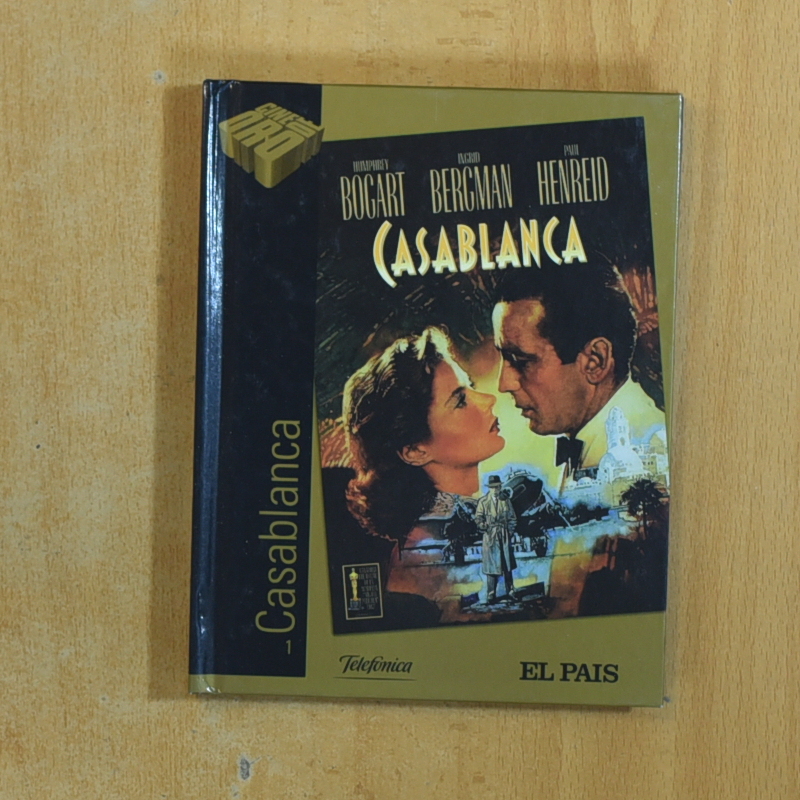 CINE DE
ORO
HUMPHREY
BOGART
INGRID
BERGMAN
PAUL
HENREID
CASABLANCA
Casablanca
1
Telefónica
EL PAIS